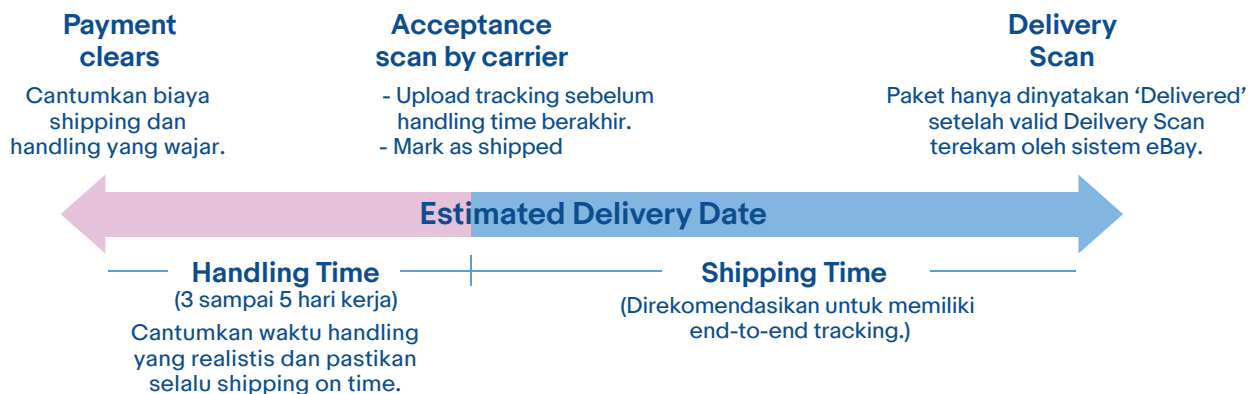 Payment
clears
Cantumkan biaya
shipping dan
handling yang wajar.
Acceptance
scan by carrier
- Upload tracking sebelum
handling time berakhir.
- Mark as shipped
Delivery
Scan
Paket hanya dinyatakan ‘Delivered’
setelah valid Deilvery Scan
terekam oleh sistem eBay.
Estimated Delivery Date
Handling Time
(3 sampai 5 hari kerja)
Cantumkan waktu handling
yang realistis dan pastikan
selalu shipping on time.
Shipping Time
(Direkomendasikan untuk memiliki
end-to-end tracking.)